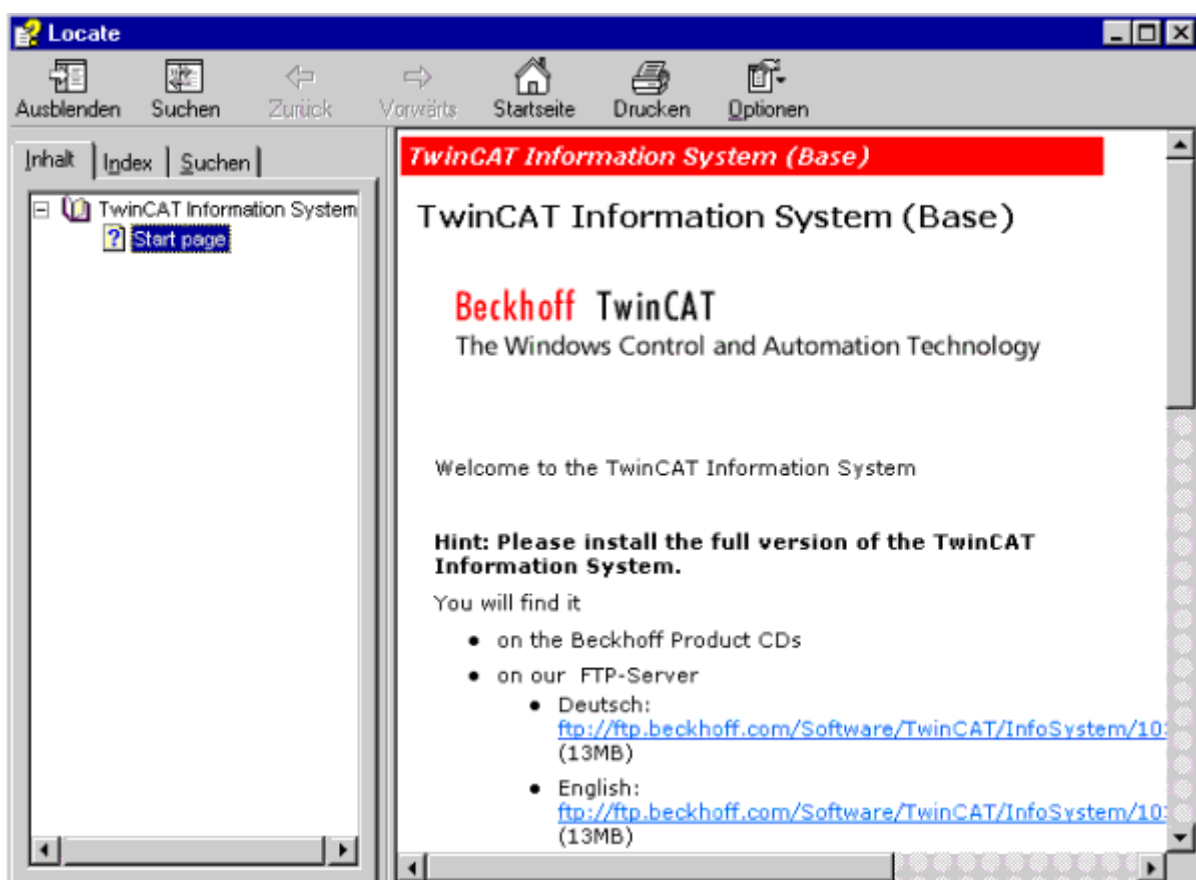 Locate
Ausblenden Suchen Zurück Vorwärts Startseite Drucken Optionen
Inhalt Index Suchen
TwinCAT Information System
Start page
TwinCAT Information System (Base)
TwinCAT Information System (Base)
Beckhoff TwinCAT
The Windows Control and Automation Technology
Welcome to the TwinCAT Information System
Hint: Please install the full version of the TwinCAT
Information System.
You will find it
• on the Beckhoff Product CDs
• on our FTP-Server
• Deutsch:
ftp://ftp.beckhoff.com/Software/TwinCAT/InfoSystem/10
(13MB)
• English:
ftp://ftp.beckhoff.com/Software/TwinCAT/InfoSystem/10
(13MB)